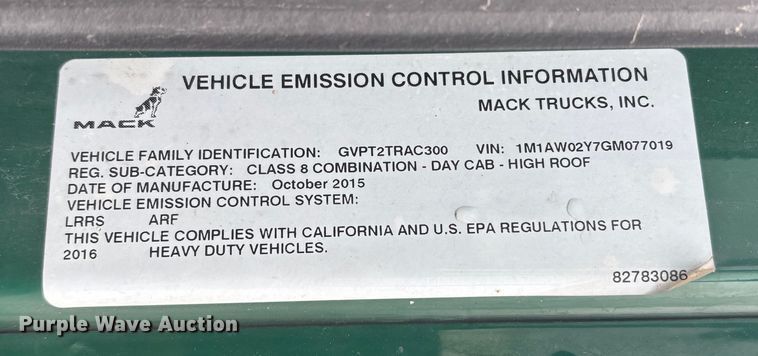 VEHICLE EMISSION CONTROL INFORMATION
MACK TRUCKS, INC.
MACK
VEHICLE FAMILY IDENTIFICATION: GVPT2TRAC300 VIN: 1M1AW02Y7GM077019
REG. SUB-CATEGORY: CLASS 8 COMBINATION - DAY CAB - HIGH ROOF
DATE OF MANUFACTURE: October 2015
VEHICLE EMISSION CONTROL SYSTEM:
LRRS ARF
THIS VEHICLE COMPLIES WITH CALIFORNIA AND U.S. EPA REGULATIONS FOR
2016 HEAVY DUTY VEHICLES.
82783086
Purple Wave Auction